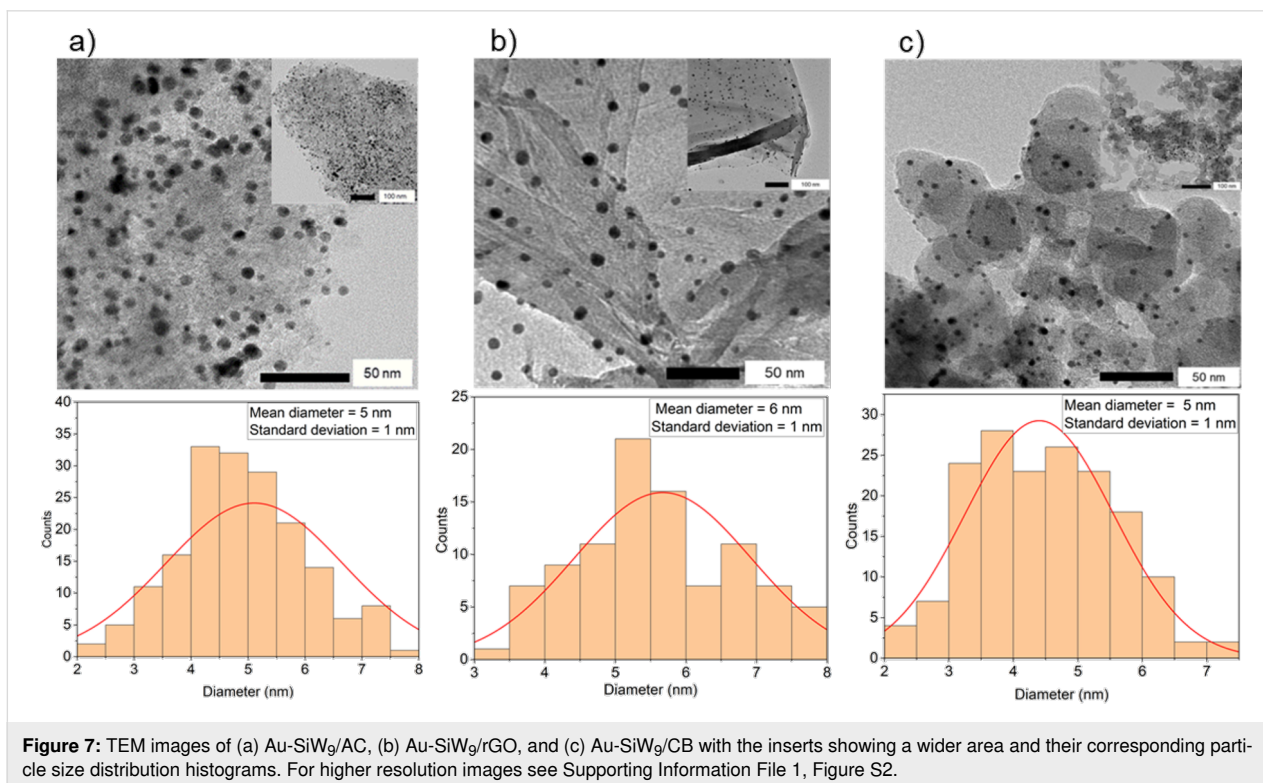 a)
b)
c)
100 nm
100 nm
100 nm
50 nm
50 nm
50 nm
Mean diameter = 5 nm
Standard deviation = 1 nm
40
35
30
25
20
15
10
5
0
Counts
2 3 4 5 6 7 8
Diameter (nm)
Mean diameter = 6 nm
Standard deviation = 1 nm
25
20
15
10
5
0
Counts
3 4 5 6 7 8
Diameter (nm)
Mean diameter = 5 nm
Standard deviation = 1 nm
30
25
20
15
10
5
0
Counts
2 3 4 5 6 7
Diameter (nm)
Figure 7: TEM images of (a) Au-SiW₉/AC, (b) Au-SiW₉/rGO, and (c) Au-SiW₉/CB with the inserts showing a wider area and their corresponding parti-
cle size distribution histograms. For higher resolution images see Supporting Information File 1, Figure S2.